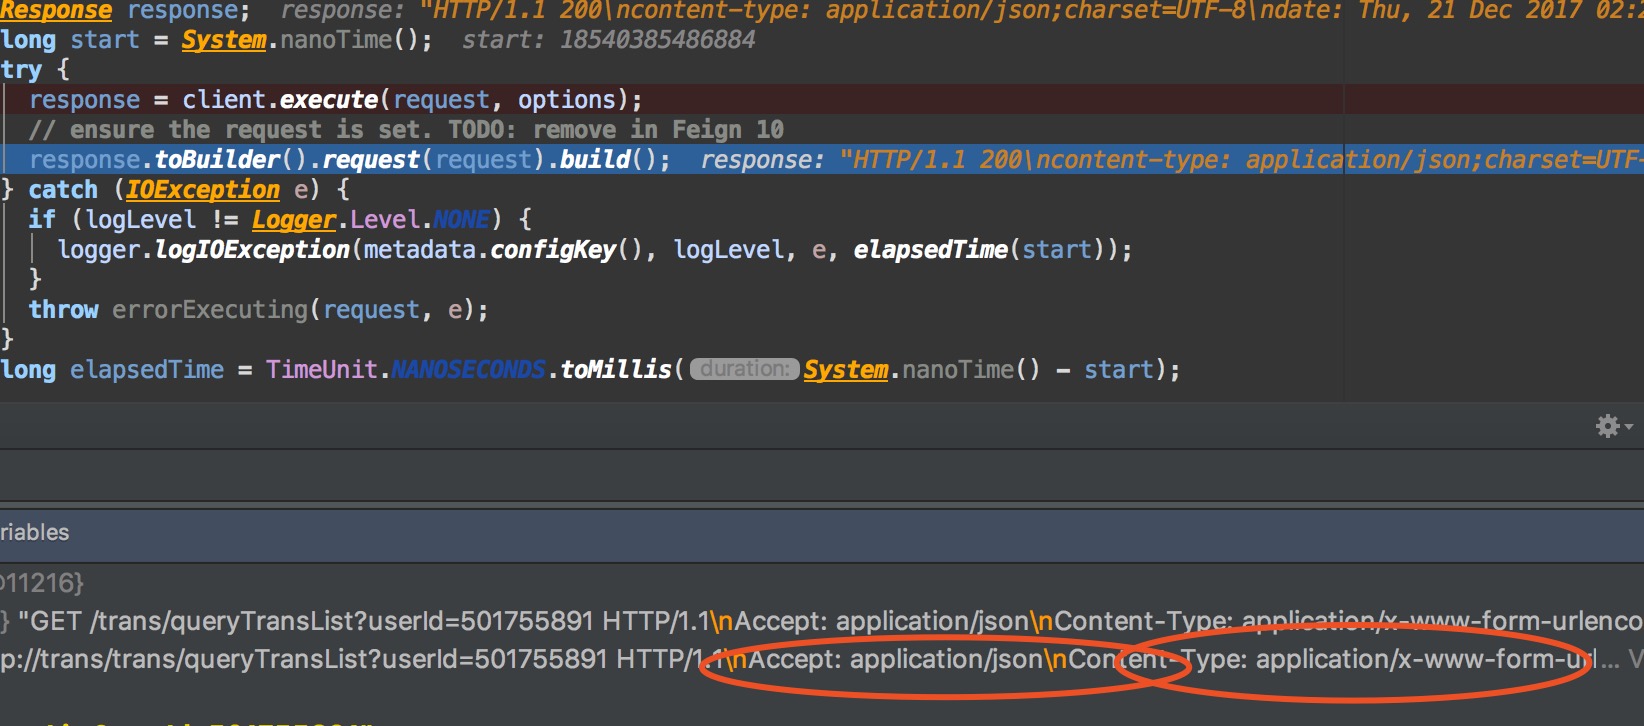 Response response;  response: "HTTP/1.1 200\ncontent-type: application/json;charset=UTF-8\ndate: Thu, 21 Dec 2017 02:
long start = System.nanoTime();  start: 18540385486884
try {
response = client.execute(request, options);
// ensure the request is set. TODO: remove in Feign 10
response.toBuilder().request(request).build();  response: "HTTP/1.1 200\ncontent-type: application/json;charset=UTF-
} catch (IOException e) {
if (logLevel != Logger.Level.NONE) {
logger.logIOException(metadata.configKey(), logLevel, e, elapsedTime(start));
}
throw errorExecuting(request, e);
}
long elapsedTime = TimeUnit.NANOSECONDS.toMillis( duration: System.nanoTime() - start);
riables
11216}
} "GET /trans/queryTransList?userId=501755891 HTTP/1.1\nAccept: application/json\nContent-Type: application/x-www-form-urlenco
p://trans/trans/queryTransList?userId=501755891 HTTP/1.1\nAccept: application/json\nContent-Type: application/x-www-form-url... V